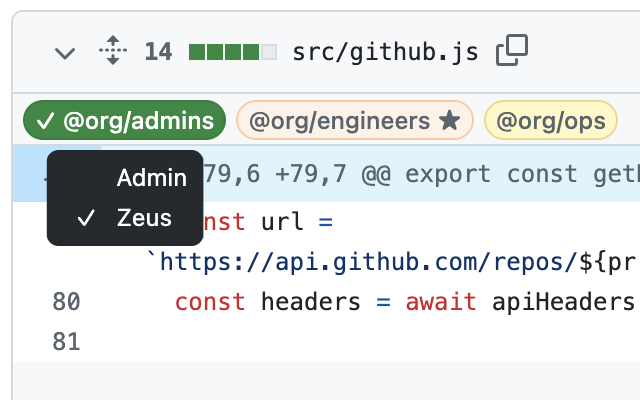 14 src/github.js
@org/admins @org/engineers @org/ops
79,6 +79,7 @@ export const get
Admin
Zeus
nst url =
`https://api.github.com/repos/${pr
80 const headers = await apiHeaders
81